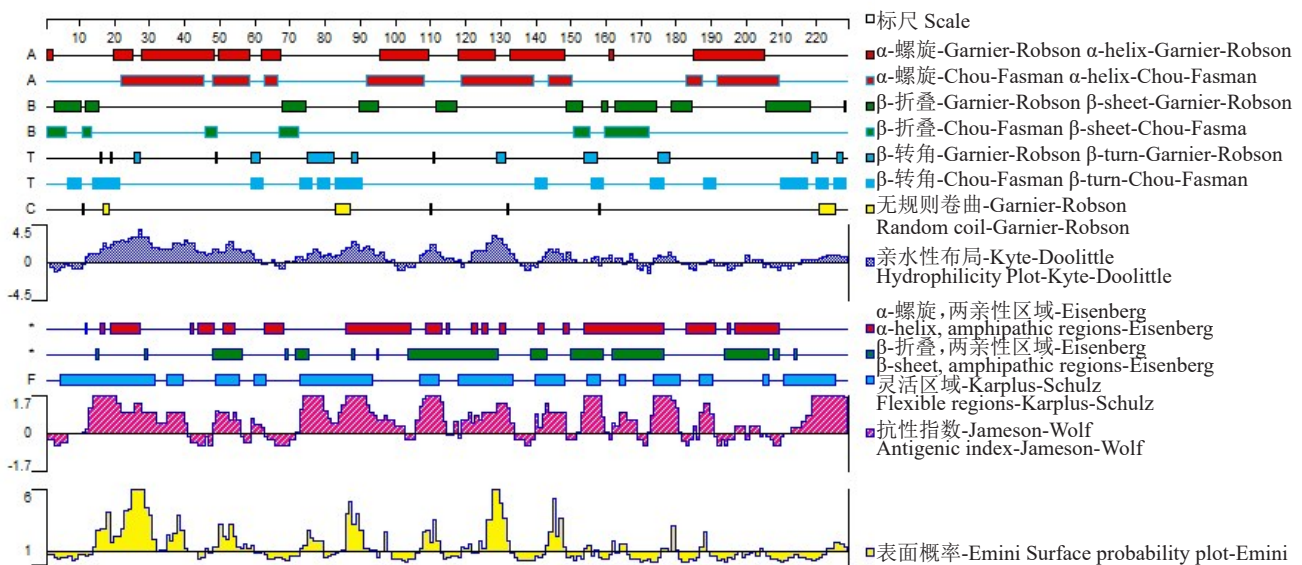 10 20 30 40 50 60 70 80 90 100 110 120 130 140 150 160 170 180 190 200 210 220
标尺 Scale
A
α-螺旋-Garnier-Robson α-helix-Garnier-Robson
A
α-螺旋-Chou-Fasman α-helix-Chou-Fasman
B
β-折叠-Garnier-Robson β-sheet-Garnier-Robson
B
β-折叠-Chou-Fasman β-sheet-Chou-Fasma
T
β-转角-Garnier-Robson β-turn-Garnier-Robson
T
β-转角-Chou-Fasman β-turn-Chou-Fasman
C
无规则卷曲-Garnier-Robson
Random coil-Garnier-Robson
4.5
0
-4.5
亲水性布局-Kyte-Doolittle
Hydrophilicity Plot-Kyte-Doolittle
*
α-螺旋,两亲性区域-Eisenberg
α-helix, amphipathic regions-Eisenberg
*
β-折叠,两亲性区域-Eisenberg
β-sheet, amphipathic regions-Eisenberg
F
灵活区域-Karplus-Schulz
Flexible regions-Karplus-Schulz
1.7
0
-1.7
抗性指数-Jameson-Wolf
Antigenic index-Jameson-Wolf
6
1
表面概率-Emini Surface probability plot-Emini